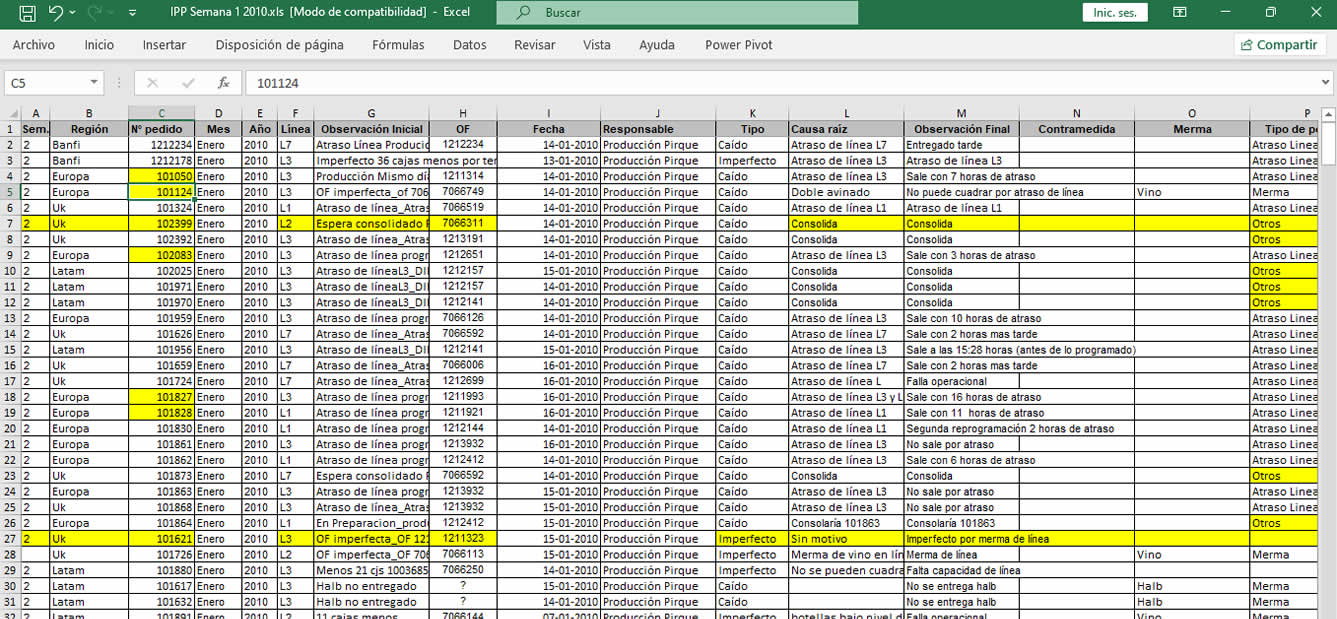 IPP Semana 1 2010.xls [Modo de compatibilidad] - Excel Buscar Inic. ses.
Archivo Inicio Insertar Disposición de página Fórmulas Datos Revisar Vista Ayuda Power Pivot Compartir
C5 fx 101124
A B C D E F G H I J K L M N O P
1 Sem. Región N° pedido Mes Año Línea Observación Inicial OF Fecha Responsable Tipo Causa raíz Observación Final Contramedida Merma Tipo de pe
2 2 Banfi 1212234 Enero 2010 L7 Atraso Línea Producio 1212234 14-01-2010 Producción Pirque Caído Atraso de línea L7 Entregado tarde Atraso Linea
3 2 Banfi 1212178 Enero 2010 L3 Imperfecto 36 cajas menos por ter 13-01-2010 Producción Pirque Imperfecto Atraso de línea L3 Atraso de línea L3 Atraso Linea
4 2 Europa 101050 Enero 2010 L3 Producción Mismo día 1211314 14-01-2010 Producción Pirque Caído Atraso de línea L3 Sale con 7 horas de atraso Atraso Linea
5 2 Europa 101124 Enero 2010 L3 OF imperfecta_of 706 7066749 14-01-2010 Producción Pirque Caído Doble avinado No puede cuadrar por atraso de línea Vino Merma
6 2 Uk 101324 Enero 2010 L1 Atraso de línea_Atras 7066519 14-01-2010 Producción Pirque Caído Atraso de línea L1 Atraso de línea L1 Atraso Linea
7 2 Uk 102399 Enero 2010 L2 Espera consolidado 7066311 14-01-2010 Producción Pirque Caído Consolida Consolida Otros
8 2 Uk 102392 Enero 2010 L3 Atraso de línea_Atras 1213191 14-01-2010 Producción Pirque Caído Consolida Consolida Otros
9 2 Europa 102083 Enero 2010 L3 Atraso de línea progr 1212651 14-01-2010 Producción Pirque Caído Atraso de línea L3 Sale con 3 horas de atraso Atraso Linea
10 2 Latam 102025 Enero 2010 L3 Atraso de líneaL3_DII 1212157 15-01-2010 Producción Pirque Caído Consolida Consolida Otros
11 2 Latam 101971 Enero 2010 L3 Atraso de líneaL3_DII 1212157 14-01-2010 Producción Pirque Caído Consolida Consolida Otros
12 2 Latam 101970 Enero 2010 L3 Atraso de líneaL3_DII 1212141 14-01-2010 Producción Pirque Caído Consolida Consolida Otros
13 2 Europa 101959 Enero 2010 L3 Atraso de línea progr 7066126 14-01-2010 Producción Pirque Caído Atraso de línea L3 Sale con 10 horas de atraso Atraso Linea
14 2 Uk 101626 Enero 2010 L7 Atraso de línea_Atras 7066592 14-01-2010 Producción Pirque Caído Atraso de línea L7 Sale con 2 horas mas tarde Atraso Linea
15 2 Latam 101956 Enero 2010 L3 Atraso de líneaL3_DII 1212141 15-01-2010 Producción Pirque Caído Atraso de línea L3 Sale a las 15:28 horas (antes de lo programado) Atraso Linea
16 2 Uk 101659 Enero 2010 L7 Atraso de línea_Atras 7066006 16-01-2010 Producción Pirque Caído Atraso de línea L7 Sale con 2 horas mas tarde Atraso Linea
17 2 Uk 101724 Enero 2010 L7 Atraso de línea_Atras 1212699 16-01-2010 Producción Pirque Caído Atraso de línea L Falla operacional Atraso Linea
18 2 Europa 101827 Enero 2010 L3 Atraso de línea progr 1211993 16-01-2010 Producción Pirque Caído Atraso de línea L3 y L Sale con 16 horas de atraso Atraso Linea
19 2 Europa 101828 Enero 2010 L1 Atraso de línea progr 1211921 16-01-2010 Producción Pirque Caído Atraso de línea L1 Sale con 11 horas de atraso Atraso Linea
20 2 Europa 101830 Enero 2010 L1 Atraso de línea progr 1212144 14-01-2010 Producción Pirque Caído Atraso de línea L1 Segunda reprogramación 2 horas de atraso Atraso Linea
21 2 Europa 101861 Enero 2010 L3 Atraso de línea progr 1213932 16-01-2010 Producción Pirque Caído Atraso de línea L3 No sale por atraso Atraso Linea
22 2 Europa 101862 Enero 2010 L1 Atraso de línea progr 1212412 14-01-2010 Producción Pirque Caído Atraso de línea L3 Sale con 6 horas de atraso Atraso Linea
23 2 Uk 101873 Enero 2010 L7 Espera consolidado 7066592 14-01-2010 Producción Pirque Caído Consolida Consolida Otros
24 2 Europa 101863 Enero 2010 L3 Atraso de línea progr 1213932 15-01-2010 Producción Pirque Caído Atraso de línea L3 No sale por atraso Atraso Linea
25 2 Uk 101868 Enero 2010 L3 Atraso de línea_Atras 1213932 15-01-2010 Producción Pirque Caído Atraso de línea L3 No sale por atraso Atraso Linea
26 2 Europa 101864 Enero 2010 L1 En Preparacion_prod 1212412 15-01-2010 Producción Pirque Caído Consolaría 101863 Consolaría 101863 Otros
27 2 Uk 101621 Enero 2010 L3 OF imperfecta_OF 121 1211323 15-01-2010 Producción Pirque Imperfecto Sin motivo Imperfecto por merma de línea
28 Uk 101726 Enero 2010 L2 OF imperfecta_OF 706 7066113 15-01-2010 Producción Pirque Imperfecto Merma de vino en lín Merma de línea Vino Merma
29 2 Latam 101880 Enero 2010 L3 Menos 21 cjs 1003685 7066250 14-01-2010 Producción Pirque Imperfecto No se pueden cuadra Falta capacidad de línea
30 2 Latam 101617 Enero 2010 L3 Halb no entregado ? 15-01-2010 Producción Pirque Caído No se entrega halb Halb Merma
31 2 Latam 101632 Enero 2010 L3 Halb no entregado ? 14-01-2010 Producción Pirque Caído No se entrega halb Halb Merma
32 2 Latam 101891 Enero 2010 L2 11 cajas menos 7066144 07-01-2010 Producción Pirque Imperfecto botellas bajo nivel d Falla operacional Vino Merma